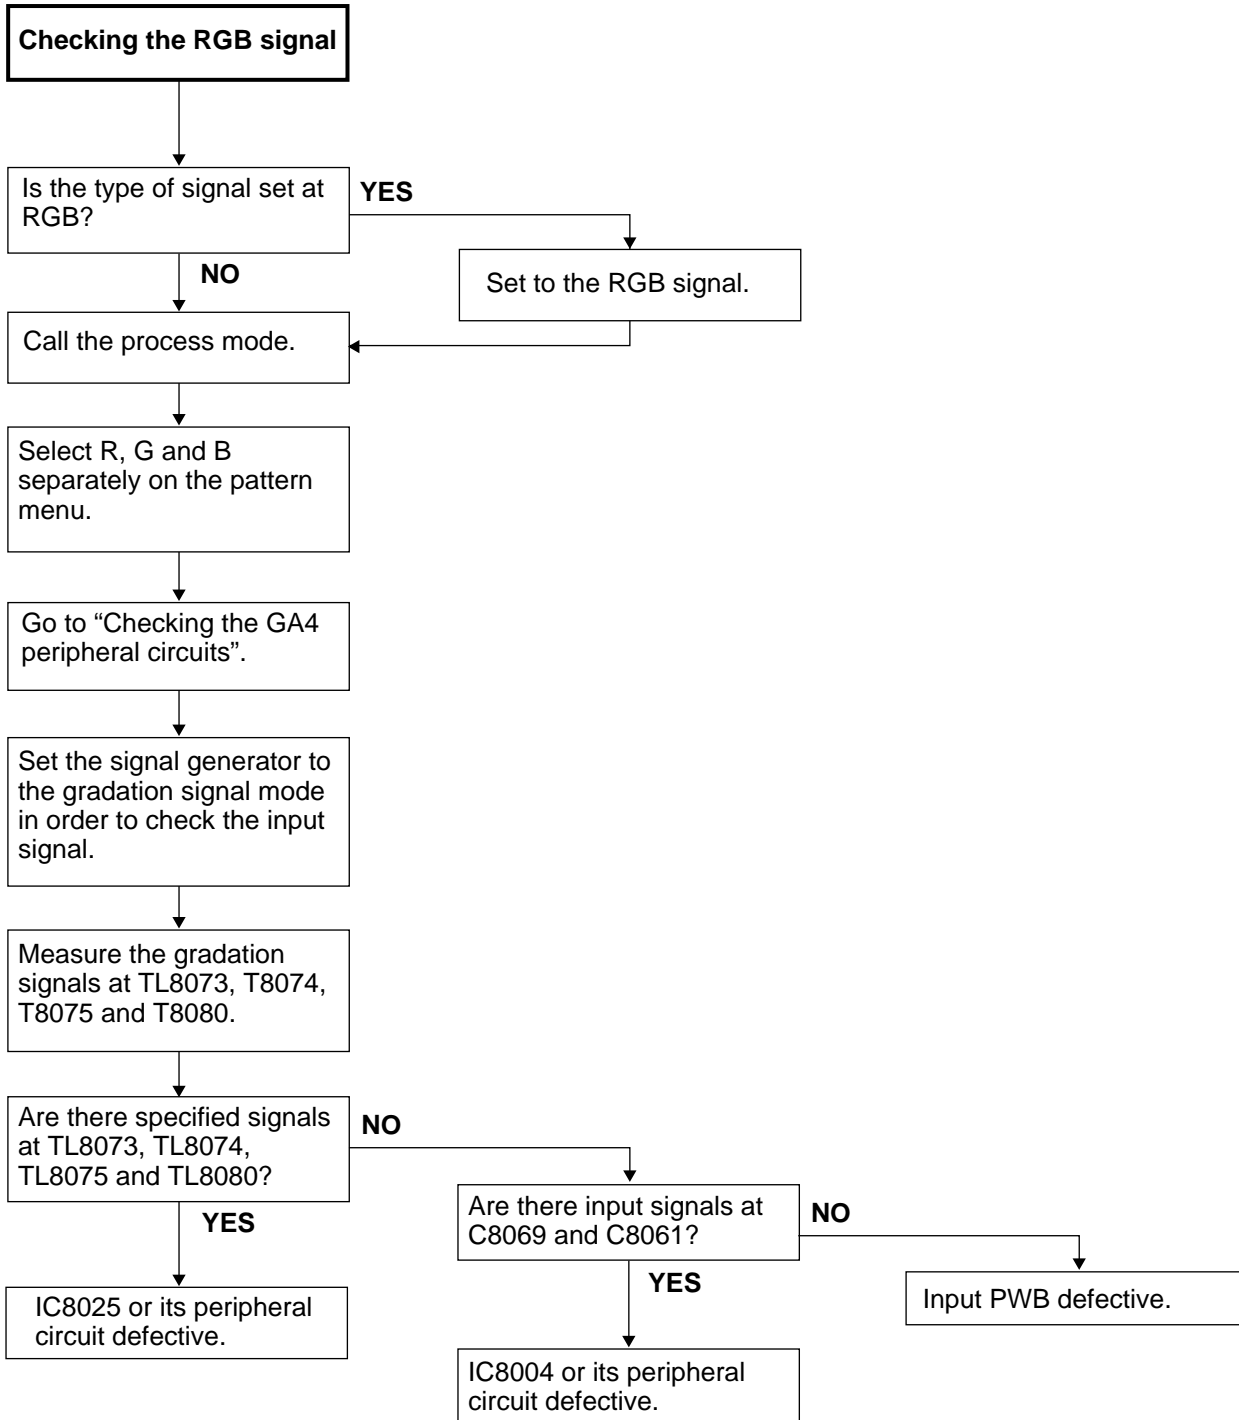 Checking the RGB signal
Is the type of signal set at
RGB?
YES
NO
Set to the RGB signal.
Call the process mode.
Select R, G and B
separately on the pattern
menu.
Go to “Checking the GA4
peripheral circuits”.
Set the signal generator to
the gradation signal mode
in order to check the input
signal.
Measure the gradation
signals at TL8073, T8074,
T8075 and T8080.
Are there specified signals
at TL8073, TL8074,
TL8075 and TL8080?
NO
YES
Are there input signals at
C8069 and C8061?
NO
YES
IC8025 or its peripheral
circuit defective.
Input PWB defective.
IC8004 or its peripheral
circuit defective.